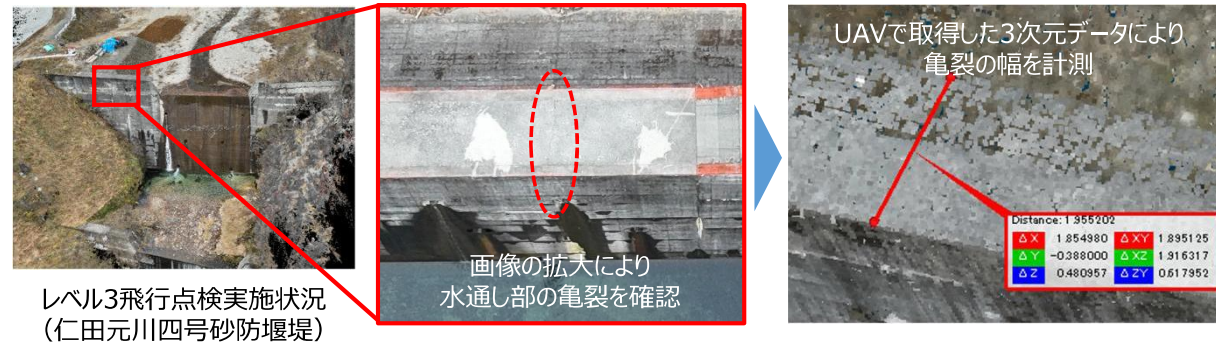 レベル3飛行点検実施状況
(仁田元川四号砂防堰堤)
画像の拡大により
水通し部の亀裂を確認
UAVで取得した3次元データにより
亀裂の幅を計測
Distance: 1.955202
ΔX 1.854980 ΔXY 1.895125
ΔY -0.388000 ΔXZ 1.916317
ΔZ 0.480957 ΔZY 0.617952